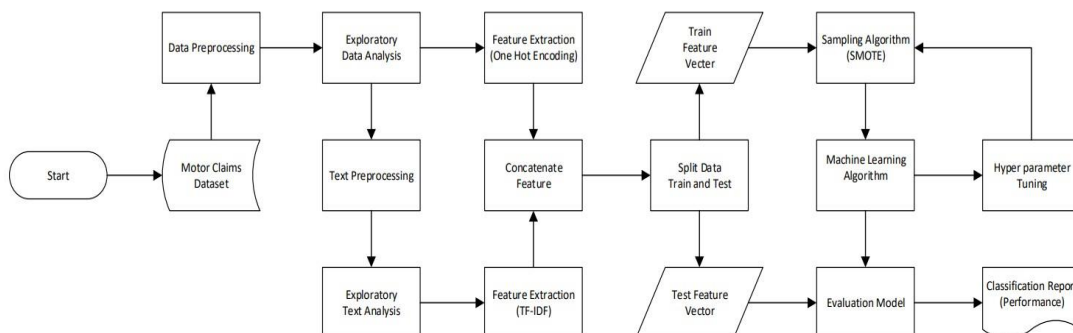 Start
Motor Claims
Dataset
Data Preprocessing
Exploratory
Data Analysis
Text Preprocessing
Exploratory
Text Analysis
Feature Extraction
(One Hot Encoding)
Concatenate
Feature
Feature Extraction
(TF-IDF)
Split Data
Train and Test
Train
Feature
Vecter
Test Feature
Vector
Sampling Algorithm
(SMOTE)
Machine Learning
Algorithm
Evaluation Model
Hyper parameter
Tuning
Classification Repor
(Performance)